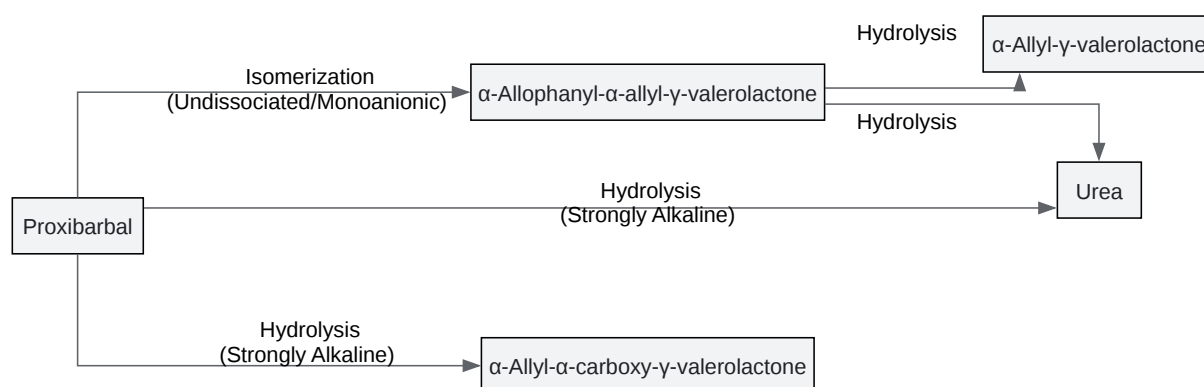 Hydrolysis
α-Allyl-γ-valerolactone
Isomerization
(Undissociated/Monoanionic)
α-Allophanyl-α-allyl-γ-valerolactone
Hydrolysis
Hydrolysis
(Strongly Alkaline)
Urea
Proxibarbal
Hydrolysis
(Strongly Alkaline)
α-Allyl-α-carboxy-γ-valerolactone